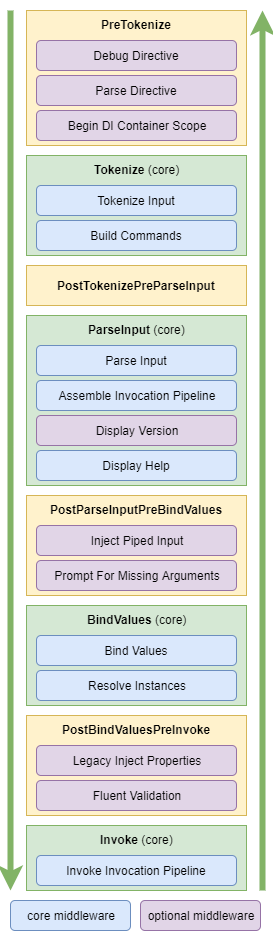 PreTokenize
Debug Directive
Parse Directive
Begin DI Container Scope
Tokenize (core)
Tokenize Input
Build Commands
PostTokenizePreParseInput
ParseInput (core)
Parse Input
Assemble Invocation Pipeline
Display Version
Display Help
PostParseInputPreBindValues
Inject Piped Input
Prompt For Missing Arguments
BindValues (core)
Bind Values
Resolve Instances
PostBindValuesPreInvoke
Legacy Inject Properties
Fluent Validation
Invoke (core)
Invoke Invocation Pipeline
core middleware
optional middleware